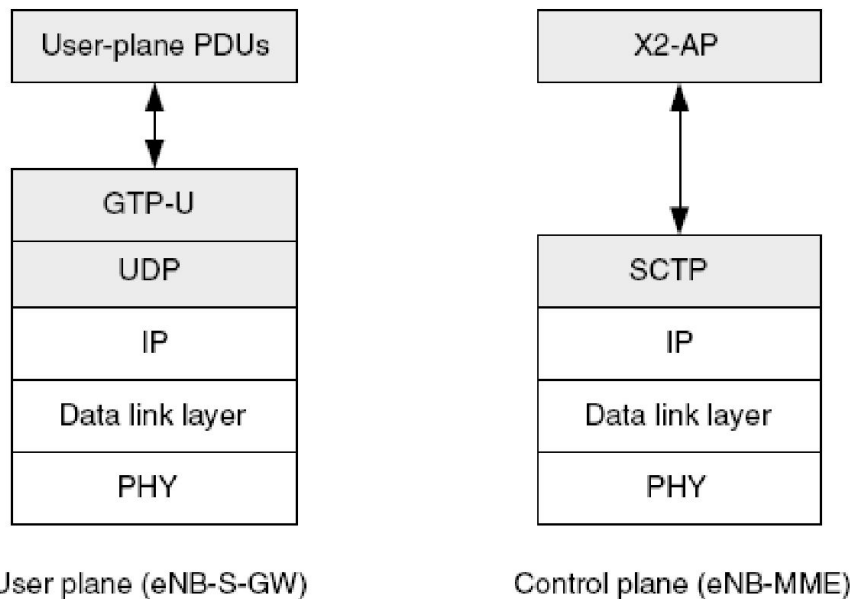 User-plane PDUs
GTP-U
UDP
IP
Data link layer
PHY
User plane (eNB-S-GW)
X2-AP
SCTP
IP
Data link layer
PHY
Control plane (eNB-MME)